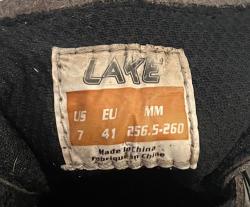 LAKE
US EU MM
7 41 256.5-260
Made in China
Fabriqué en Chine